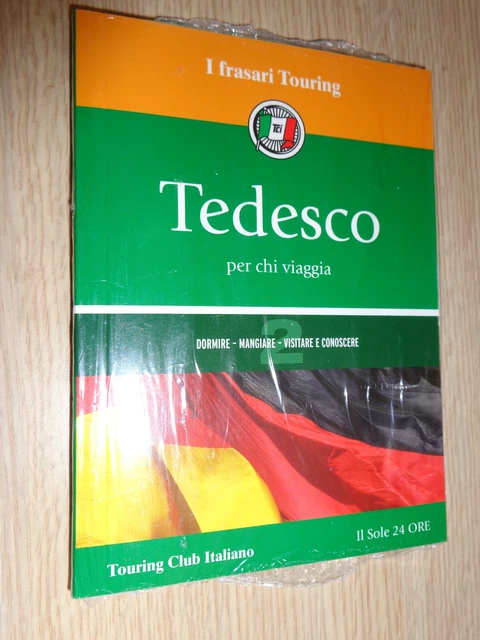 I frasari Touring
TCI
Tedesco
per chi viaggia
2
DORMIRE - MANGIARE - VISITARE E CONOSCERE
Touring Club Italiano
Il Sole 24 ORE